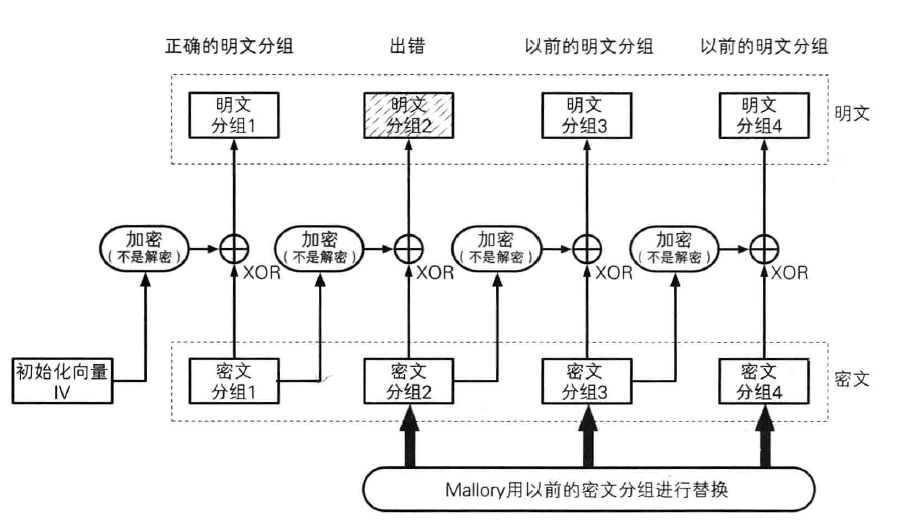 正确的明文分组
出错
以前的明文分组
以前的明文分组
明文
分组1
明文
分组2
明文
分组3
明文
分组4
明文
加密
(不是解密)
加密
(不是解密)
加密
(不是解密)
加密
(不是解密)
XOR
XOR
XOR
XOR
初始化向量
IV
密文
分组1
密文
分组2
密文
分组3
密文
分组4
密文
Mallory用以前的密文分组进行替换